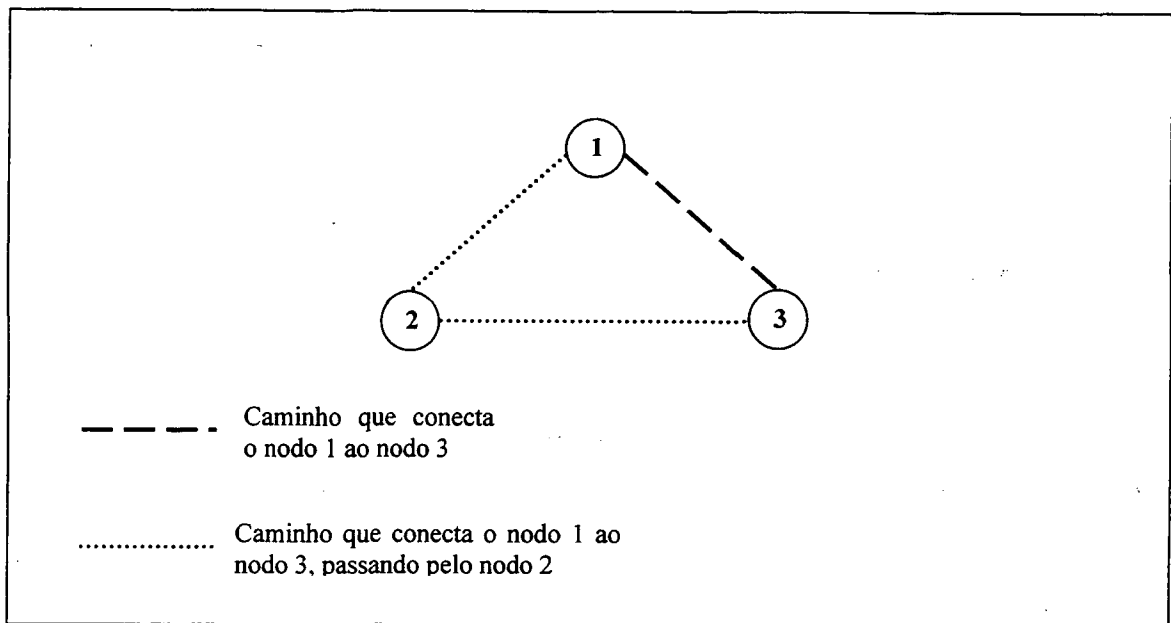 1
2
3
Caminho que conecta
o nodo 1 ao nodo 3
Caminho que conecta o nodo 1 ao
nodo 3, passando pelo nodo 2